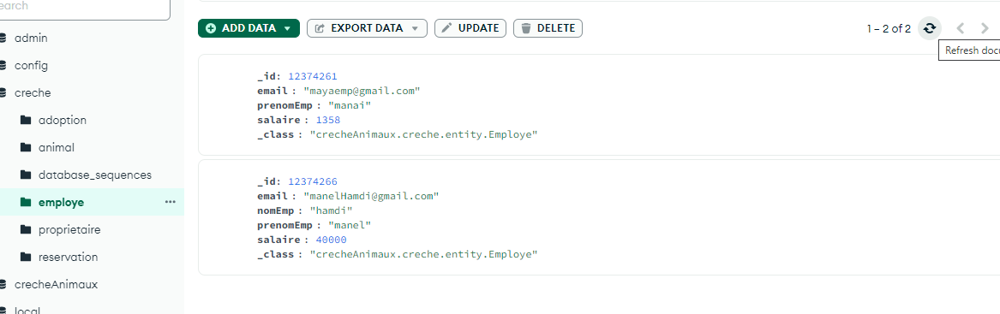 ADD DATA
EXPORT DATA
UPDATE
DELETE
1 – 2 of 2
Refresh
admin
config
creche
adoption
animal
database_sequences
employe
proprietaire
reservation
crecheAnimaux
local
_id: 12374261
email : "mayaemp@gmail.com"
prenomEmp : "manai"
salaire : 1358
_class : "crecheAnimaux.creche.entity.Employe"
_id: 12374266
email : "manelHamdi@gmail.com"
nomEmp : "hamdi"
prenomEmp : "manel"
salaire : 40000
_class : "crecheAnimaux.creche.entity.Employe"